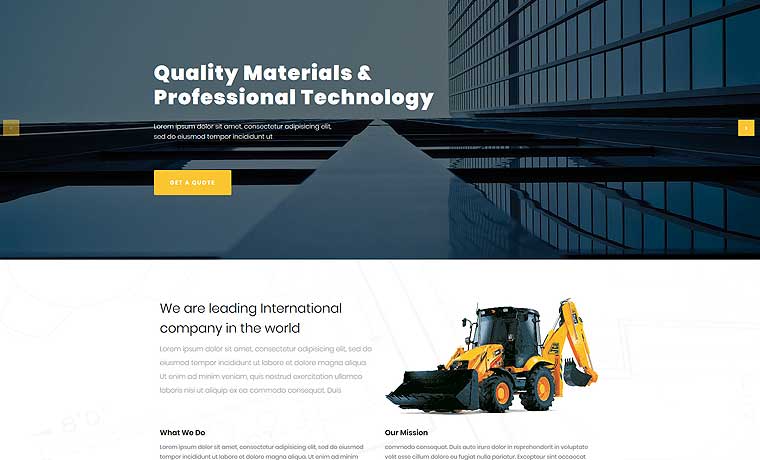 Quality Materials &
Professional Technology
Lorem ipsum dolor sit amet, consectetur adipisicing elit,
sed do eiusmod tempor incididunt ut
GET A QUOTE
We are leading International
company in the world
Lorem ipsum dolor sit amet, consectetur adipisicing elit, sed do
eiusmod tempor incididunt ut labore et dolore magna aliqua.
Ut enim ad minim veniam, quis nostrud exercitation ullamco
laboris nisi ut aliquip ex ea commodo consequat. Duis
JCB
What We Do
Our Mission
Lorem ipsum dolor sit amet, consectetur adipisicing elit, sed do
commodo consequat. Duis aute irure dolor in reprehenderit in voluptate
eiusmod tempor incididunt ut labore et dolore magna aliqua.
velit esse cillum dolore eu fugiat nulla pariatur. Excepteur sint occaecat